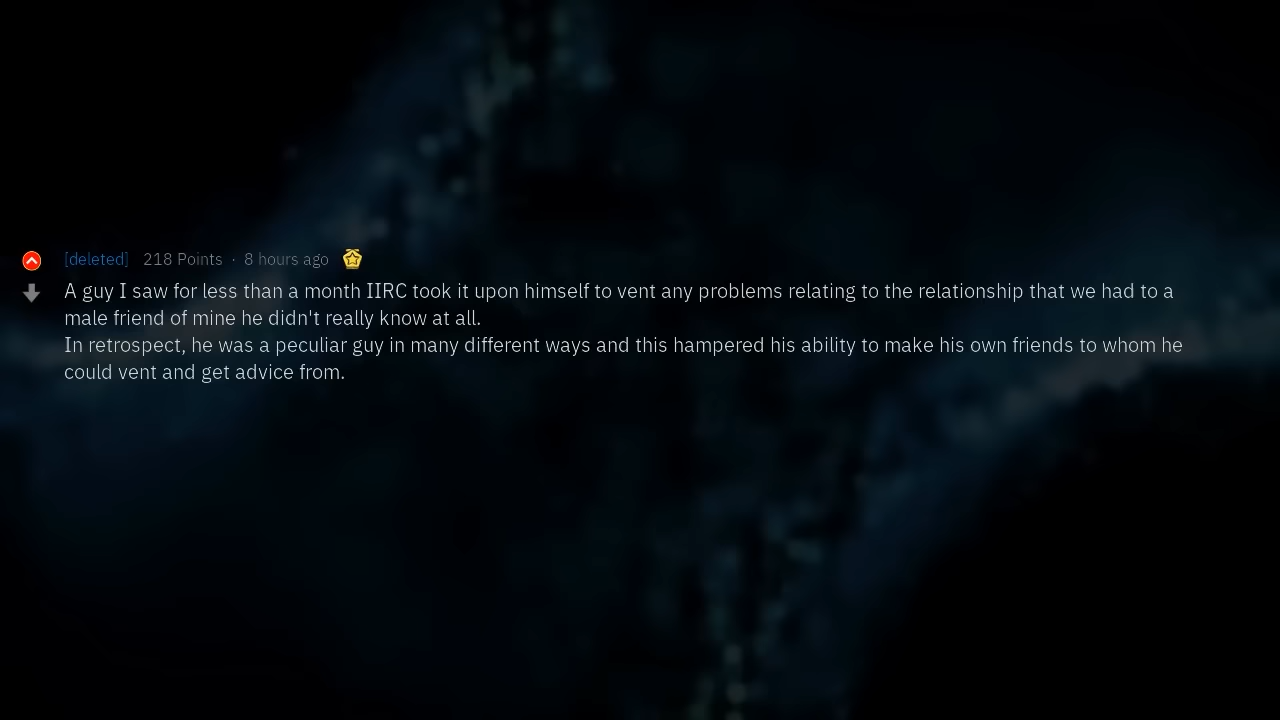 [deleted] 218 Points · 8 hours ago
A guy I saw for less than a month IIRC took it upon himself to vent any problems relating to the relationship that we had to a
male friend of mine he didn't really know at all.
In retrospect, he was a peculiar guy in many different ways and this hampered his ability to make his own friends to whom he
could vent and get advice from.